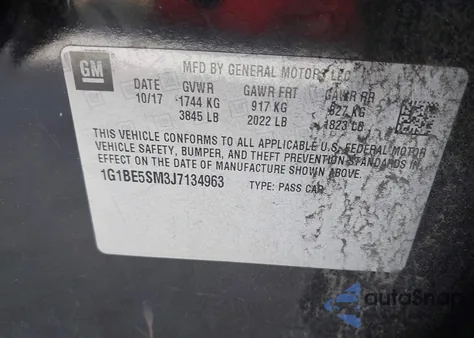 GM
MFD BY GENERAL MOTORS LLC
DATE GVWR GAWR FRT GAWR RR
10/17 1744 KG 917 KG 827 KG
3845 LB 2022 LB 1823 LB
THIS VEHICLE CONFORMS TO ALL APPLICABLE U.S. FEDERAL MOTOR
VEHICLE SAFETY, BUMPER, AND THEFT PREVENTION STANDARDS IN
EFFECT ON THE DATE OF MANUFACTURE SHOWN ABOVE.
1G1BE5SM3J7134963 TYPE: PASS CAR
autoSnap